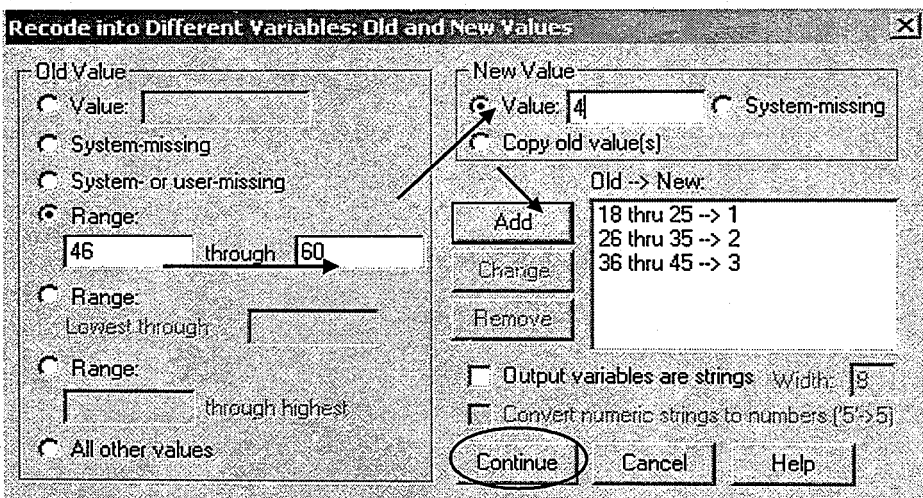 Recode into Different Variables: Old and New Values
Old Value
Value:
System-missing
System- or user-missing
Range:
46 through 60
Range:
Lowest through
Range:
through highest
All other values
New Value
Value: 4 System-missing
Copy old value(s)
Old --> New:
Add
Change
Remove
18 thru 25 --> 1
26 thru 35 --> 2
36 thru 45 --> 3
Output variables are strings Width: 8
Convert numeric strings to numbers ('5'->5)
Continue Cancel Help